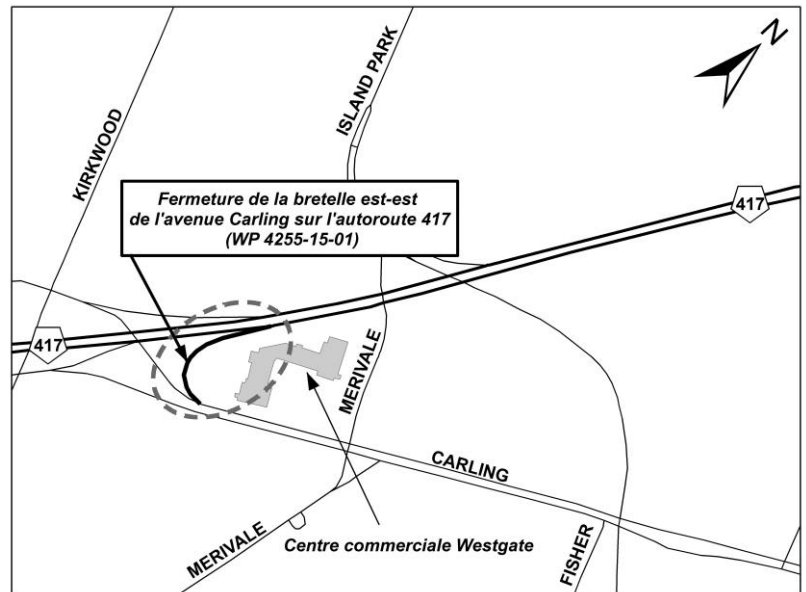 N
ISLAND PARK
KIRKWOOD
Fermeture de la bretelle est-est
de l'avenue Carling sur l'autoroute 417
(WP 4255-15-01)
417
417
MERIVALE
CARLING
MERIVALE
Centre commerciale Westgate
FISHER